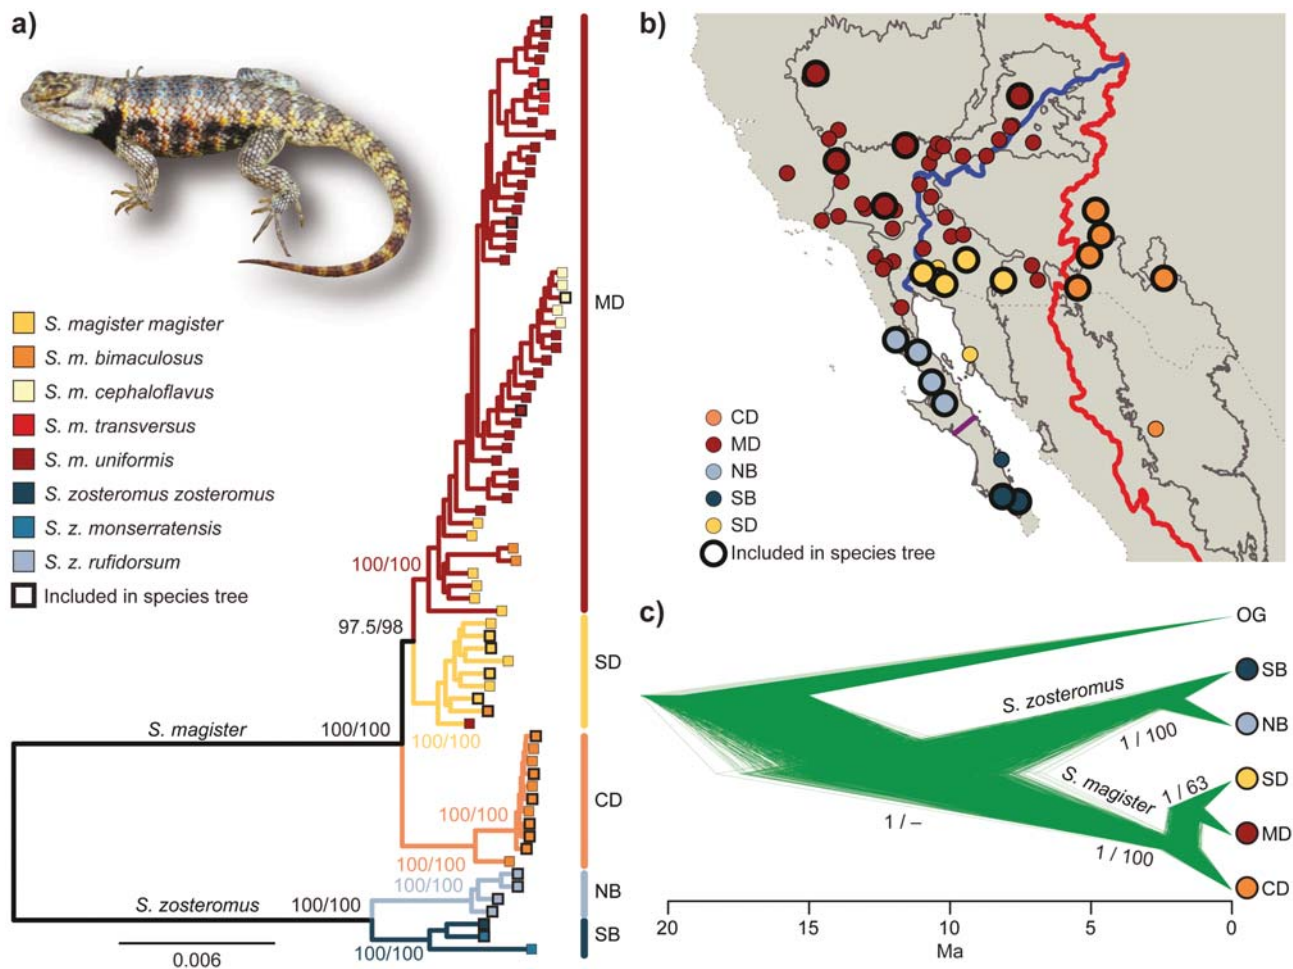 a)
S. magister magister
S. m. bimaculosus
S. m. cephaloflavus
S. m. transversus
S. m. uniformis
S. zosteromus zosteromus
S. z. monserratensis
S. z. rufidorsum
Included in species tree
MD
100/100
97.5/98
SD
100/100
S. magister
100/100
CD
100/100
100/100
NB
100/100
S. zosteromus
100/100
SB
100/100
0.006
b)
CD
MD
NB
SB
SD
Included in species tree
c)
OG
SB
S. zosteromus
NB
1 / 100
SD
S. magister
1 / 63
MD
1 / –
1 / 100
CD
20
15
10
5
0
Ma